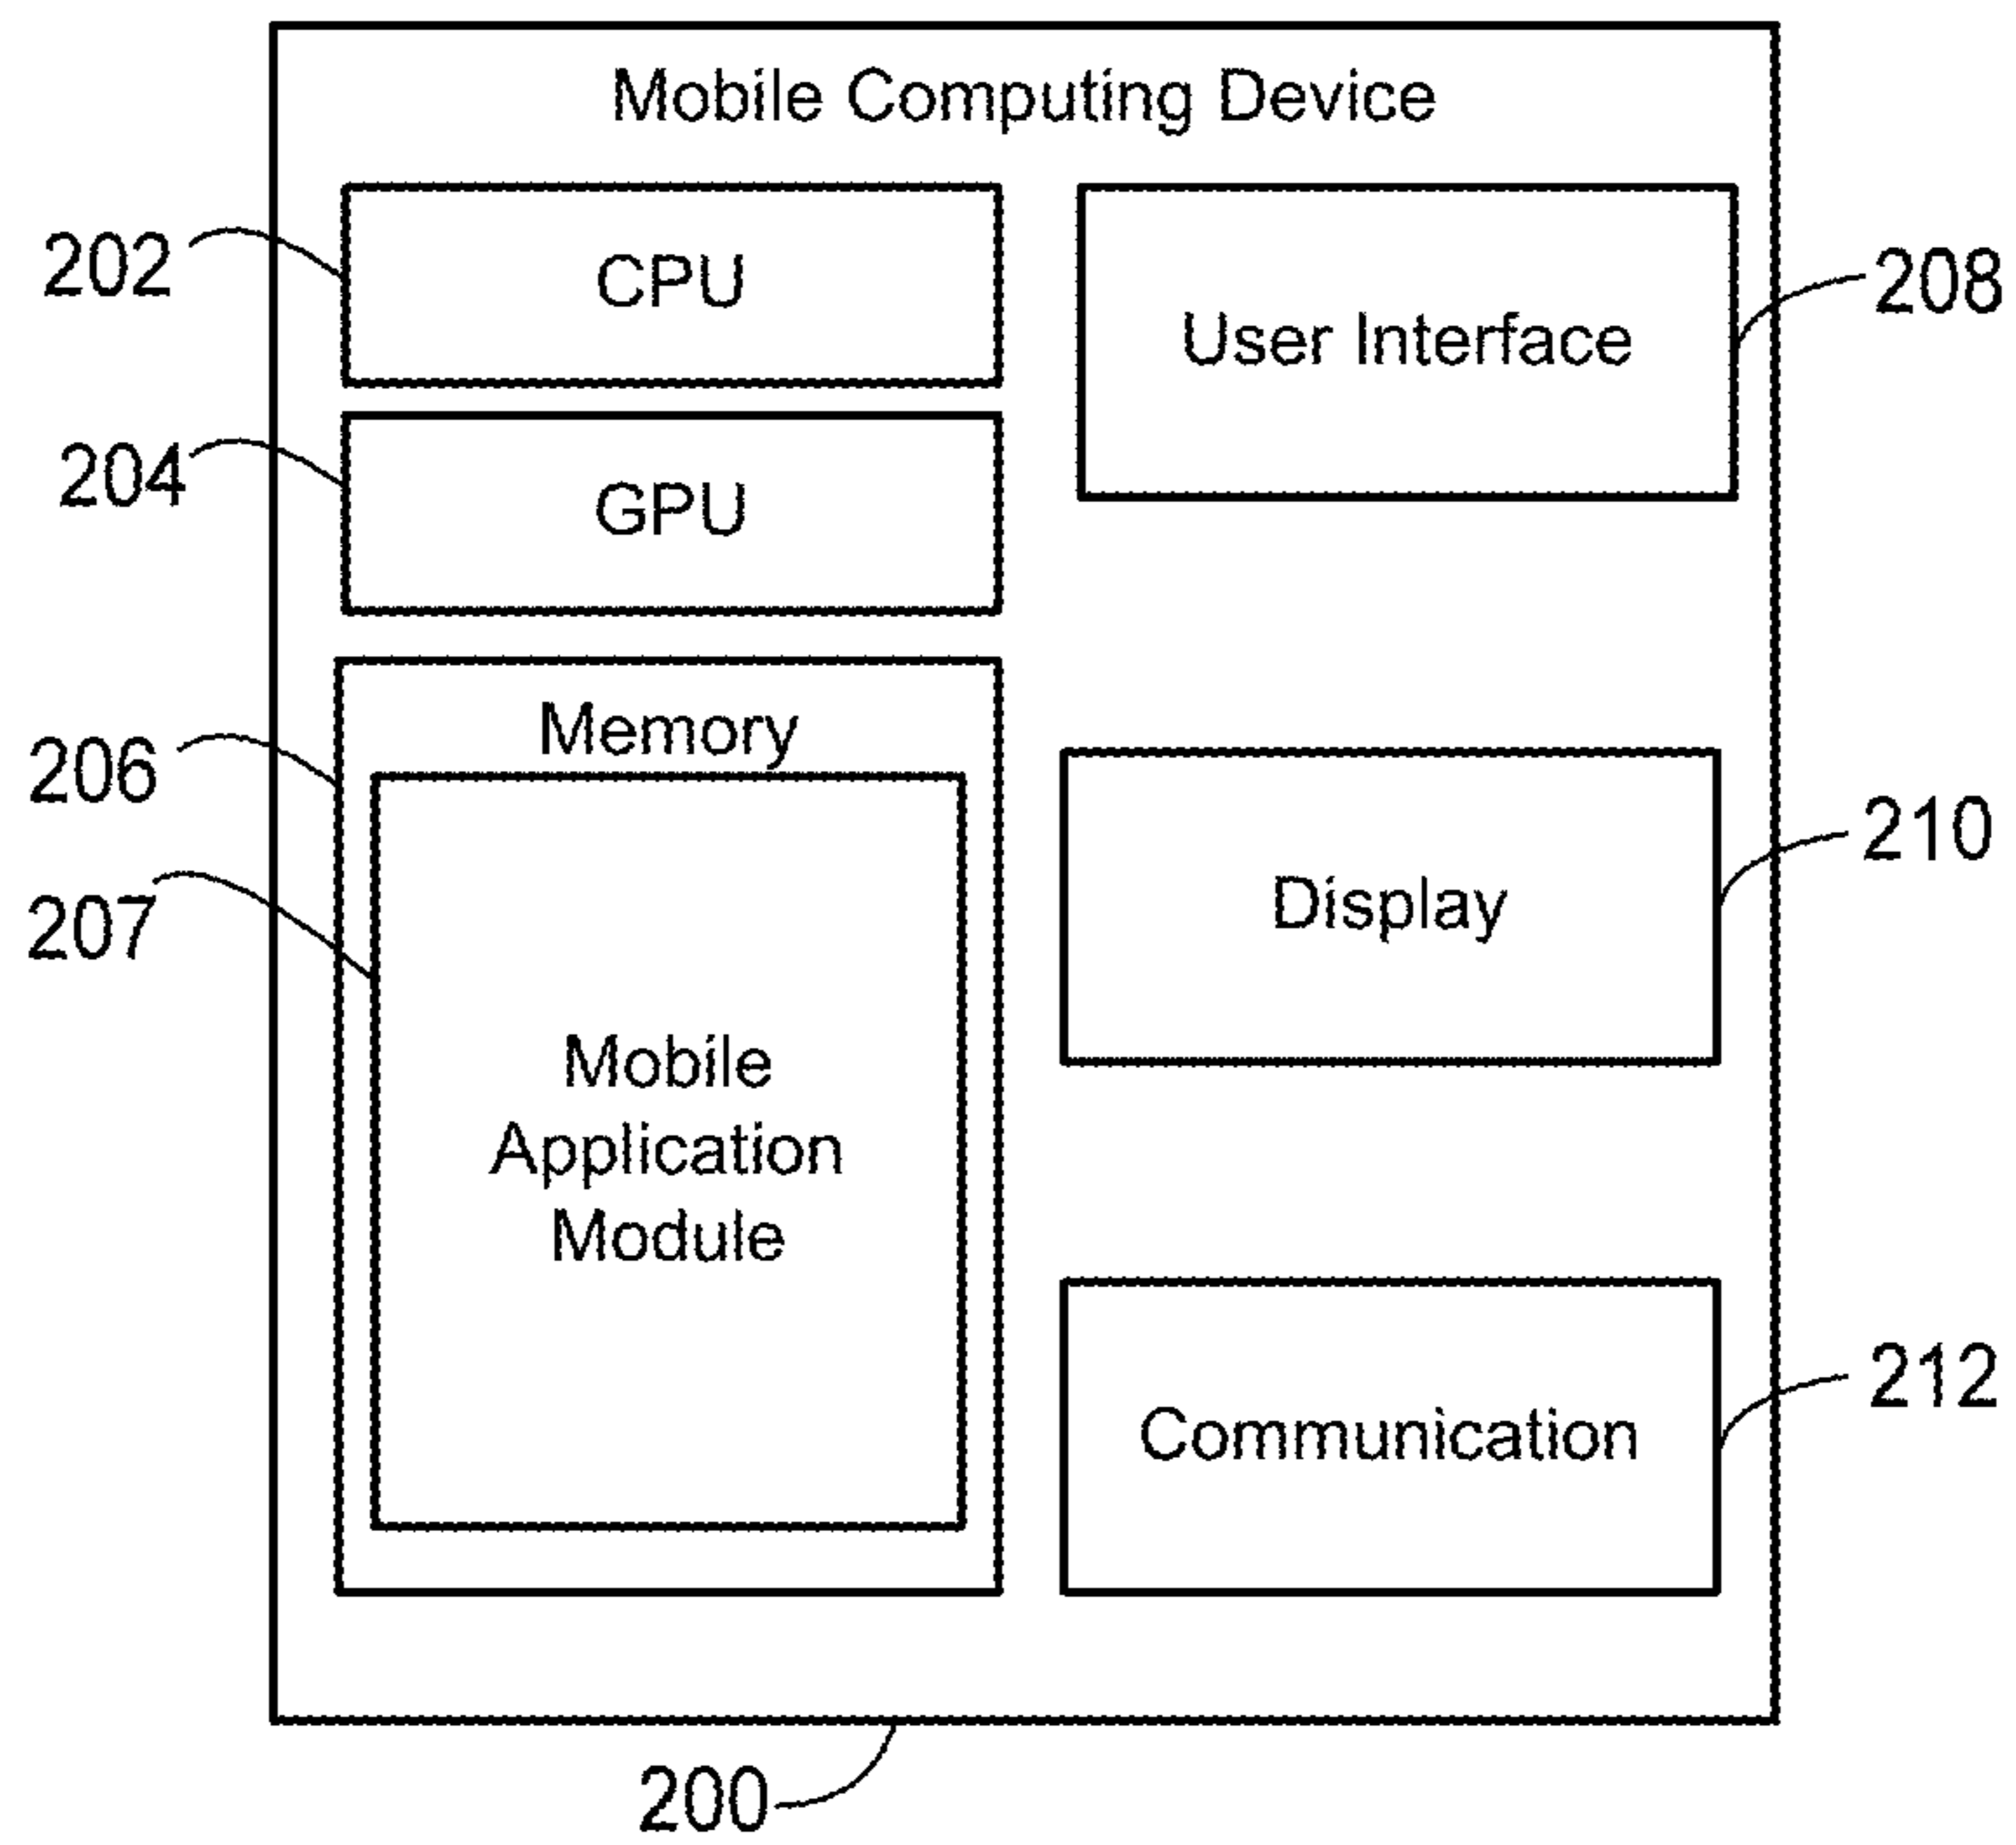 Mobile Computing Device
202
CPU
User Interface
208
204
GPU
206
Memory
207
Mobile
Application
Module
Display
210
Communication
212
200